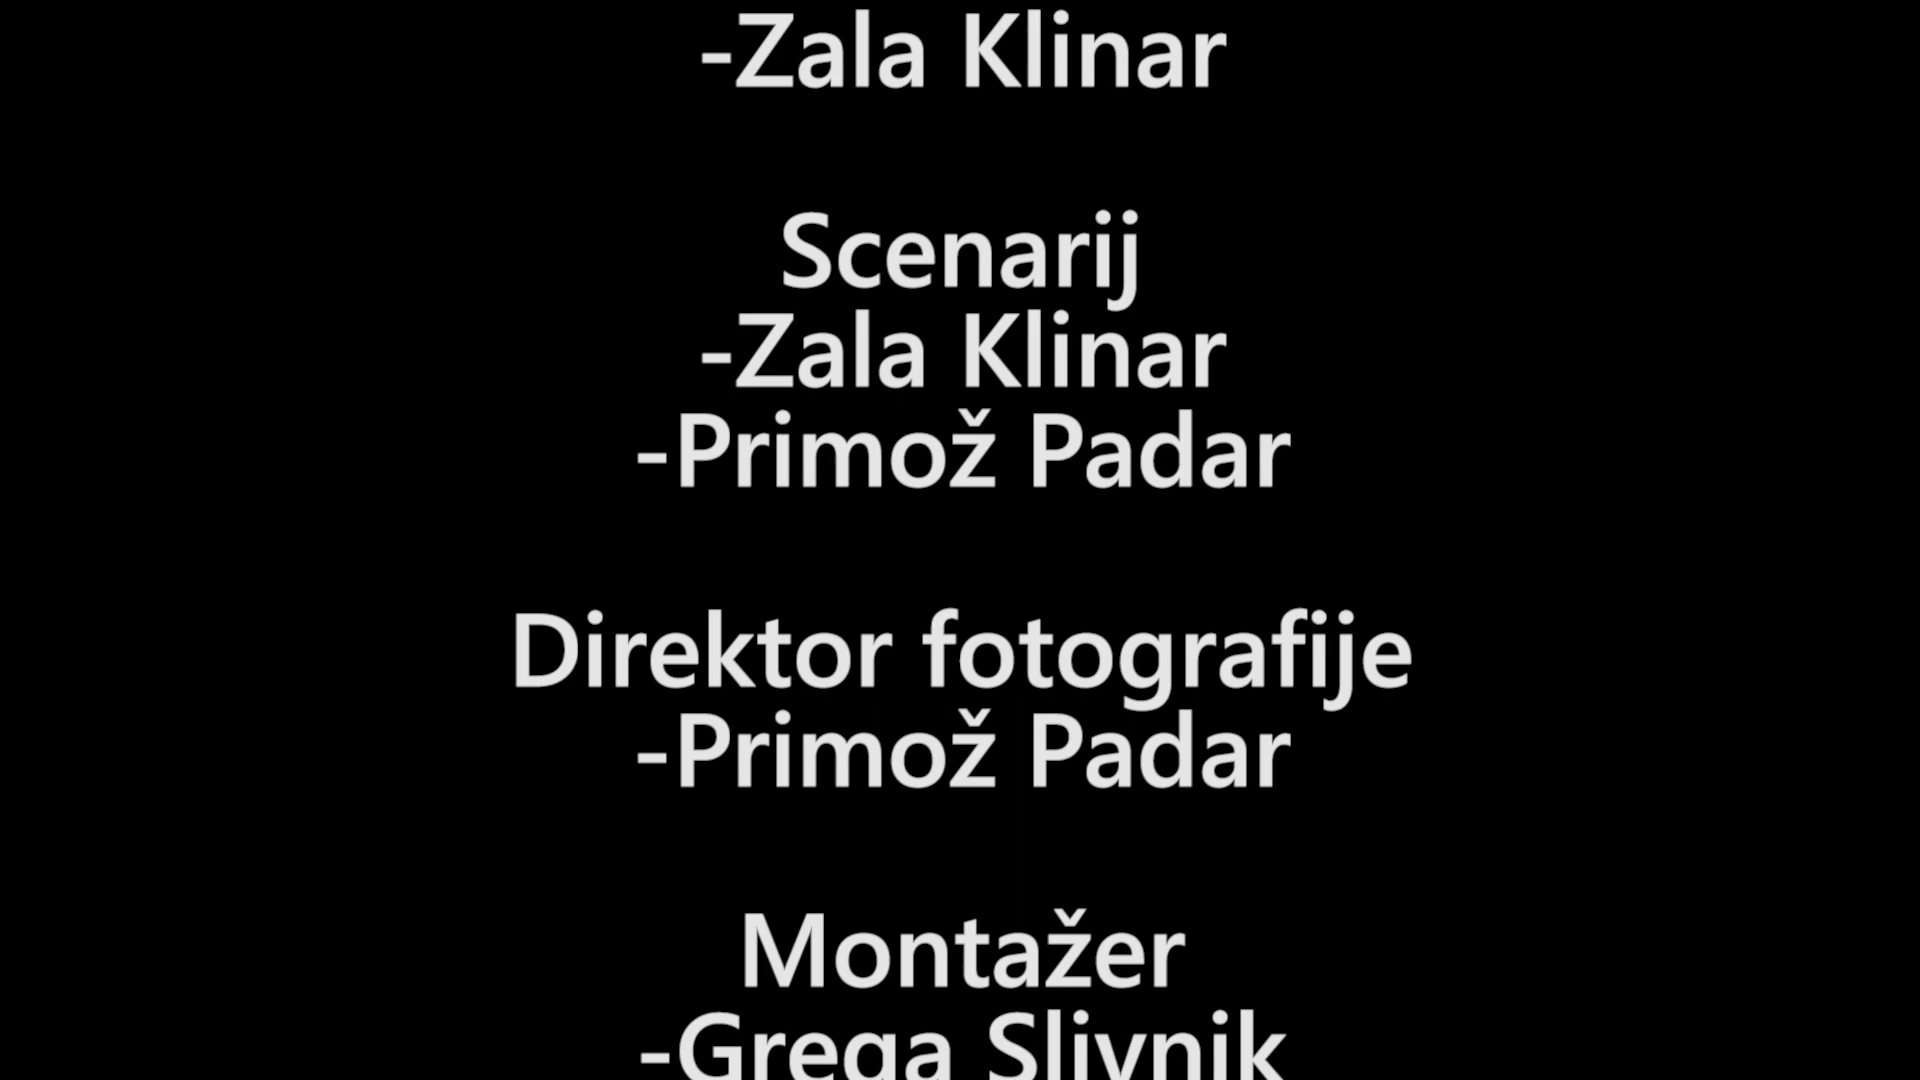 -Zala Klinar
Scenarij
-Zala Klinar
-Primož Padar
Direktor fotografije
-Primož Padar
Montažer
-Grega Slivnik